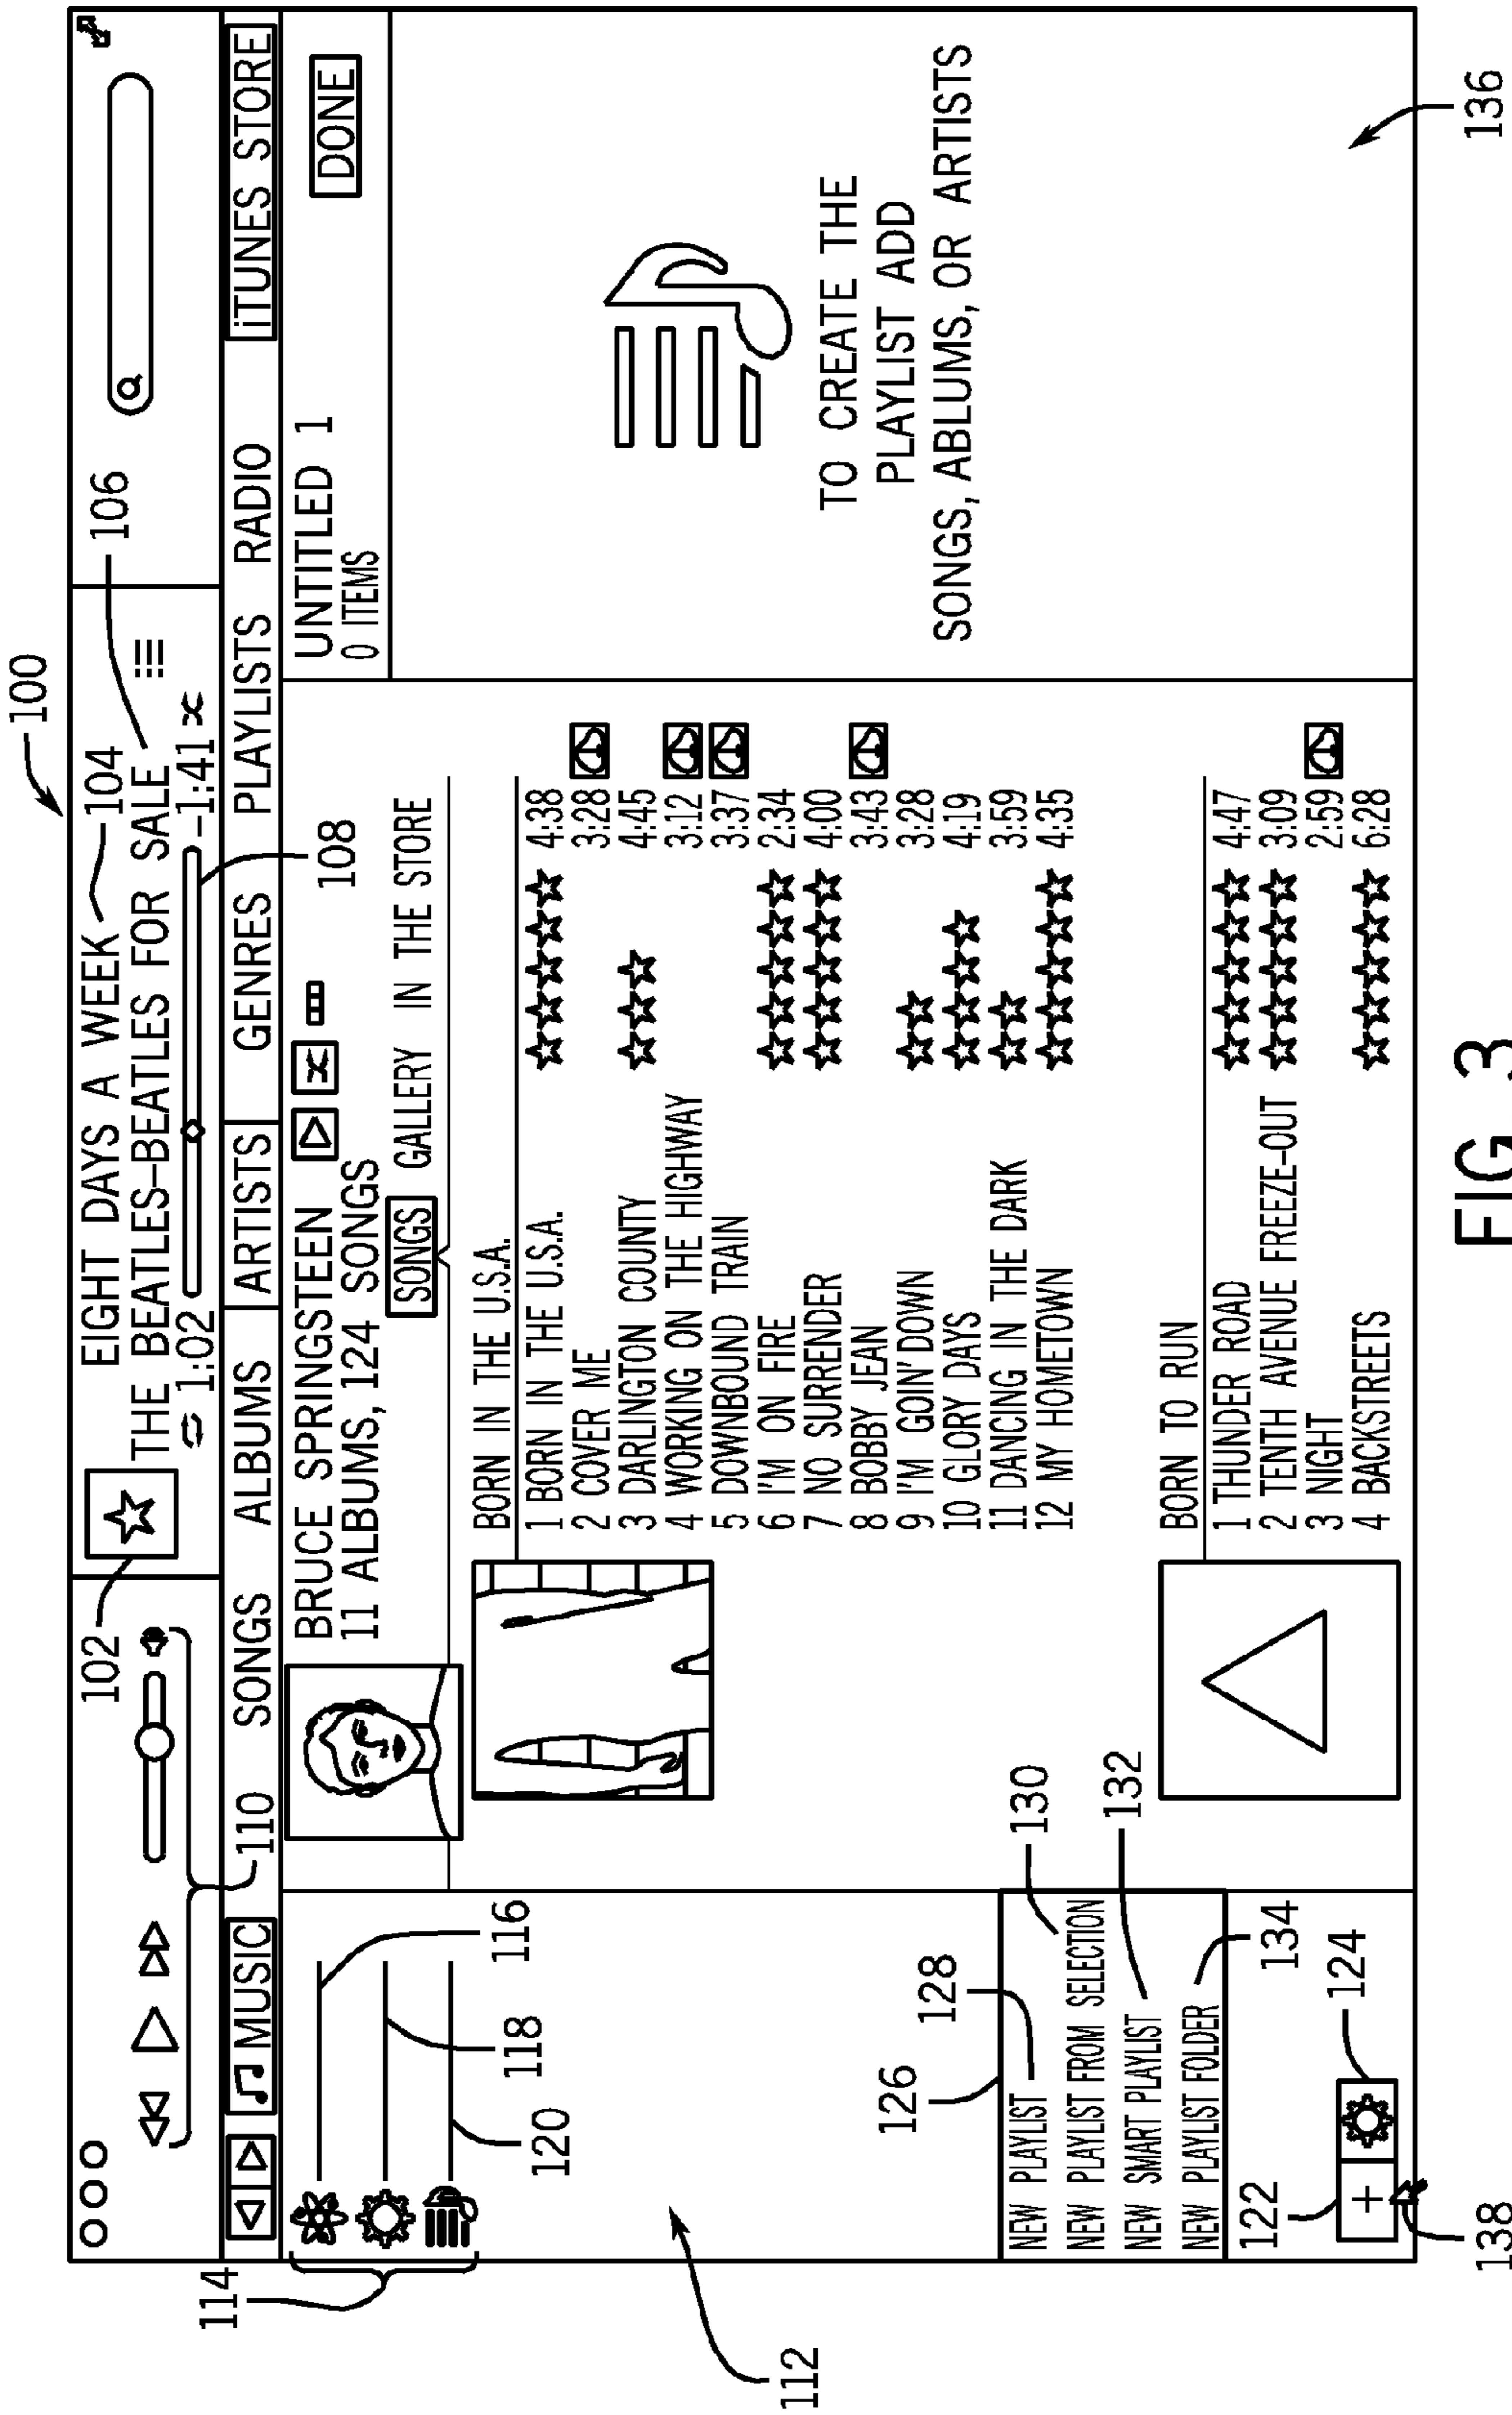 100
102
EIGHT DAYS A WEEK
104
THE BEATLES-BEATLES FOR SALE
106
1:02
-1:41
108
110
MUSIC
SONGS
ALBUMS
ARTISTS
GENRES
PLAYLISTS
RADIO
iTUNES STORE
114
116
118
120
112
BRUCE SPRINGSTEEN
11 ALBUMS, 124 SONGS
SONGS GALLERY IN THE STORE
BORN IN THE U.S.A.
1 BORN IN THE U.S.A. 4:38
2 COVER ME 3:28
3 DARLINGTON COUNTY 4:45
4 WORKING ON THE HIGHWAY 3:12
5 DOWNBOUND TRAIN 3:37
6 I'M ON FIRE 2:34
7 NO SURRENDER 4:00
8 BOBBY JEAN 3:43
9 I'M GOIN' DOWN 3:28
10 GLORY DAYS 4:19
11 DANCING IN THE DARK 3:59
12 MY HOMETOWN 4:35
BORN TO RUN
1 THUNDER ROAD 4:47
2 TENTH AVENUE FREEZE-OUT 3:09
3 NIGHT 2:59
4 BACKSTREETS 6:28
UNTITLED 1
0 ITEMS
DONE
TO CREATE THE
PLAYLIST ADD
SONGS, ABLUMS, OR ARTISTS
136
126
128
130
NEW PLAYLIST
NEW PLAYLIST FROM SELECTION
NEW SMART PLAYLIST
NEW PLAYLIST FOLDER
132
134
122
+
124
138
FIG. 3